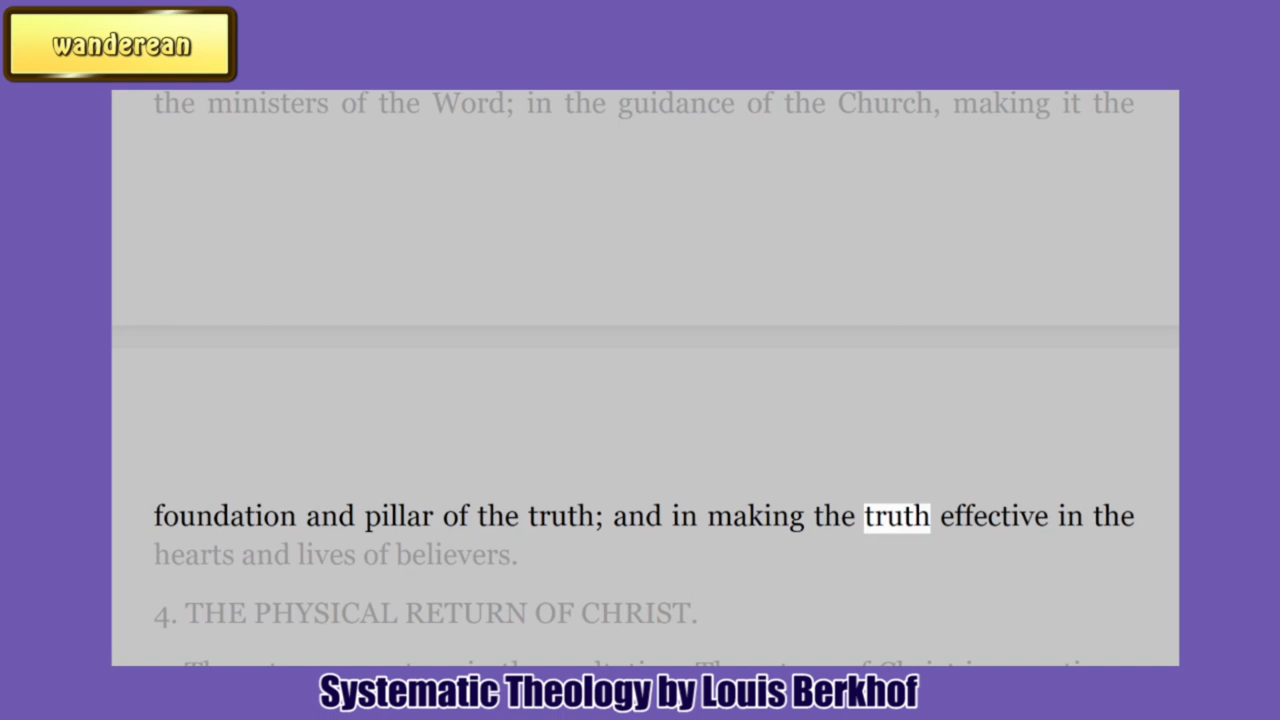 wanderean
the ministers of the Word; in the guidance of the Church, making it the
foundation and pillar of the truth; and in making the truth effective in the
hearts and lives of believers.
4. THE PHYSICAL RETURN OF CHRIST.
Systematic Theology by Louis Berkhof